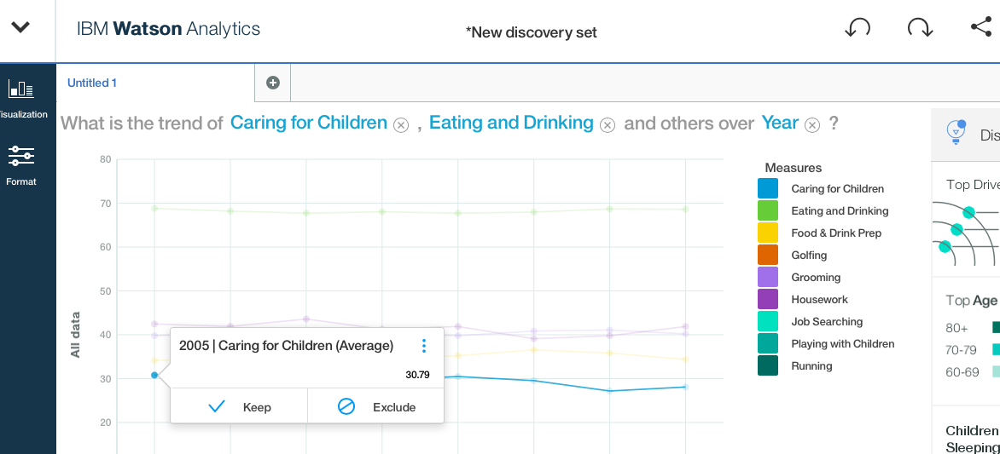 IBM Watson Analytics
*New discovery set
Untitled 1
What is the trend of Caring for Children , Eating and Drinking and others over Year ?
isualization
Format
80
70
60
50
40
30
20
All data
2005 | Caring for Children (Average)
30.79
Keep
Exclude
Measures
Caring for Children
Eating and Drinking
Food & Drink Prep
Golfing
Grooming
Housework
Job Searching
Playing with Children
Running
Dis
Top Drive
Top Age
80+
70-79
60-69
Children
Sleeping